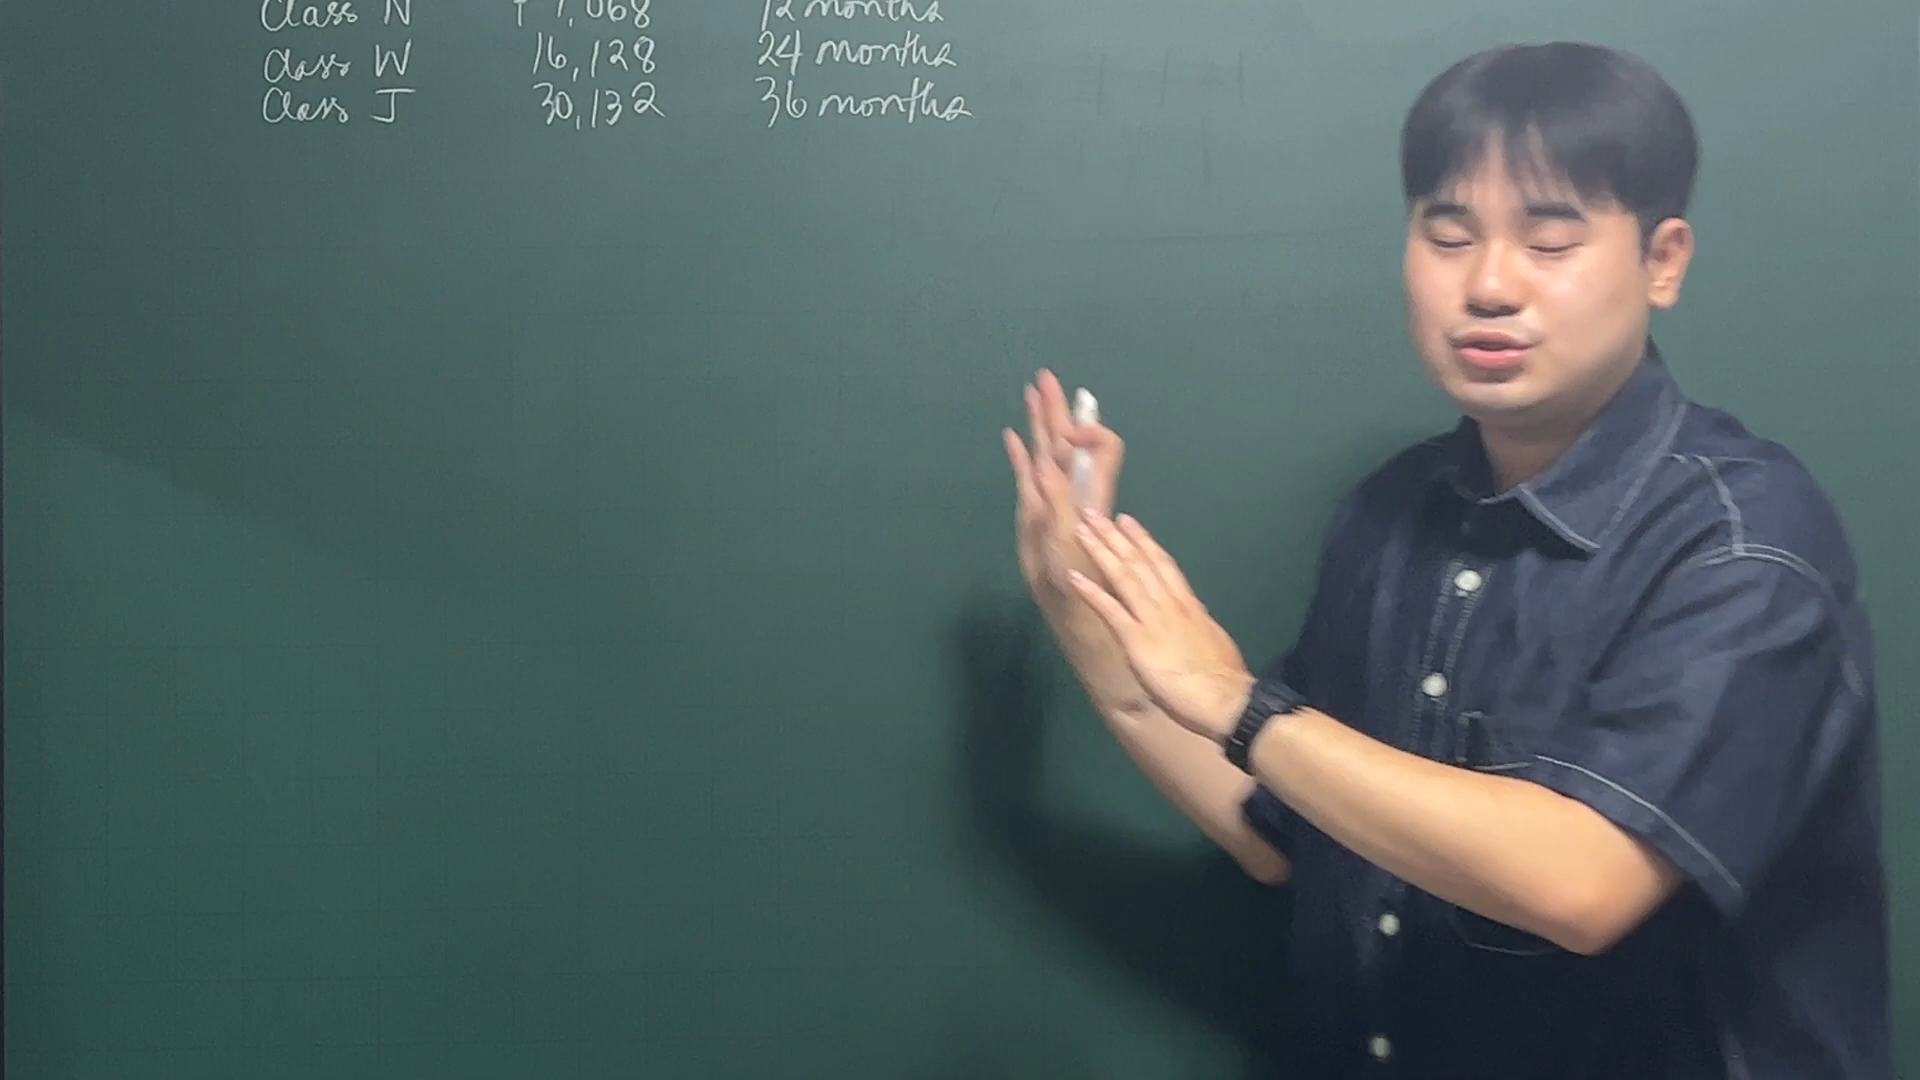 Class N ₱ 7,068 12 months
Class W 16,128 24 months
Class J 30,132 36 months